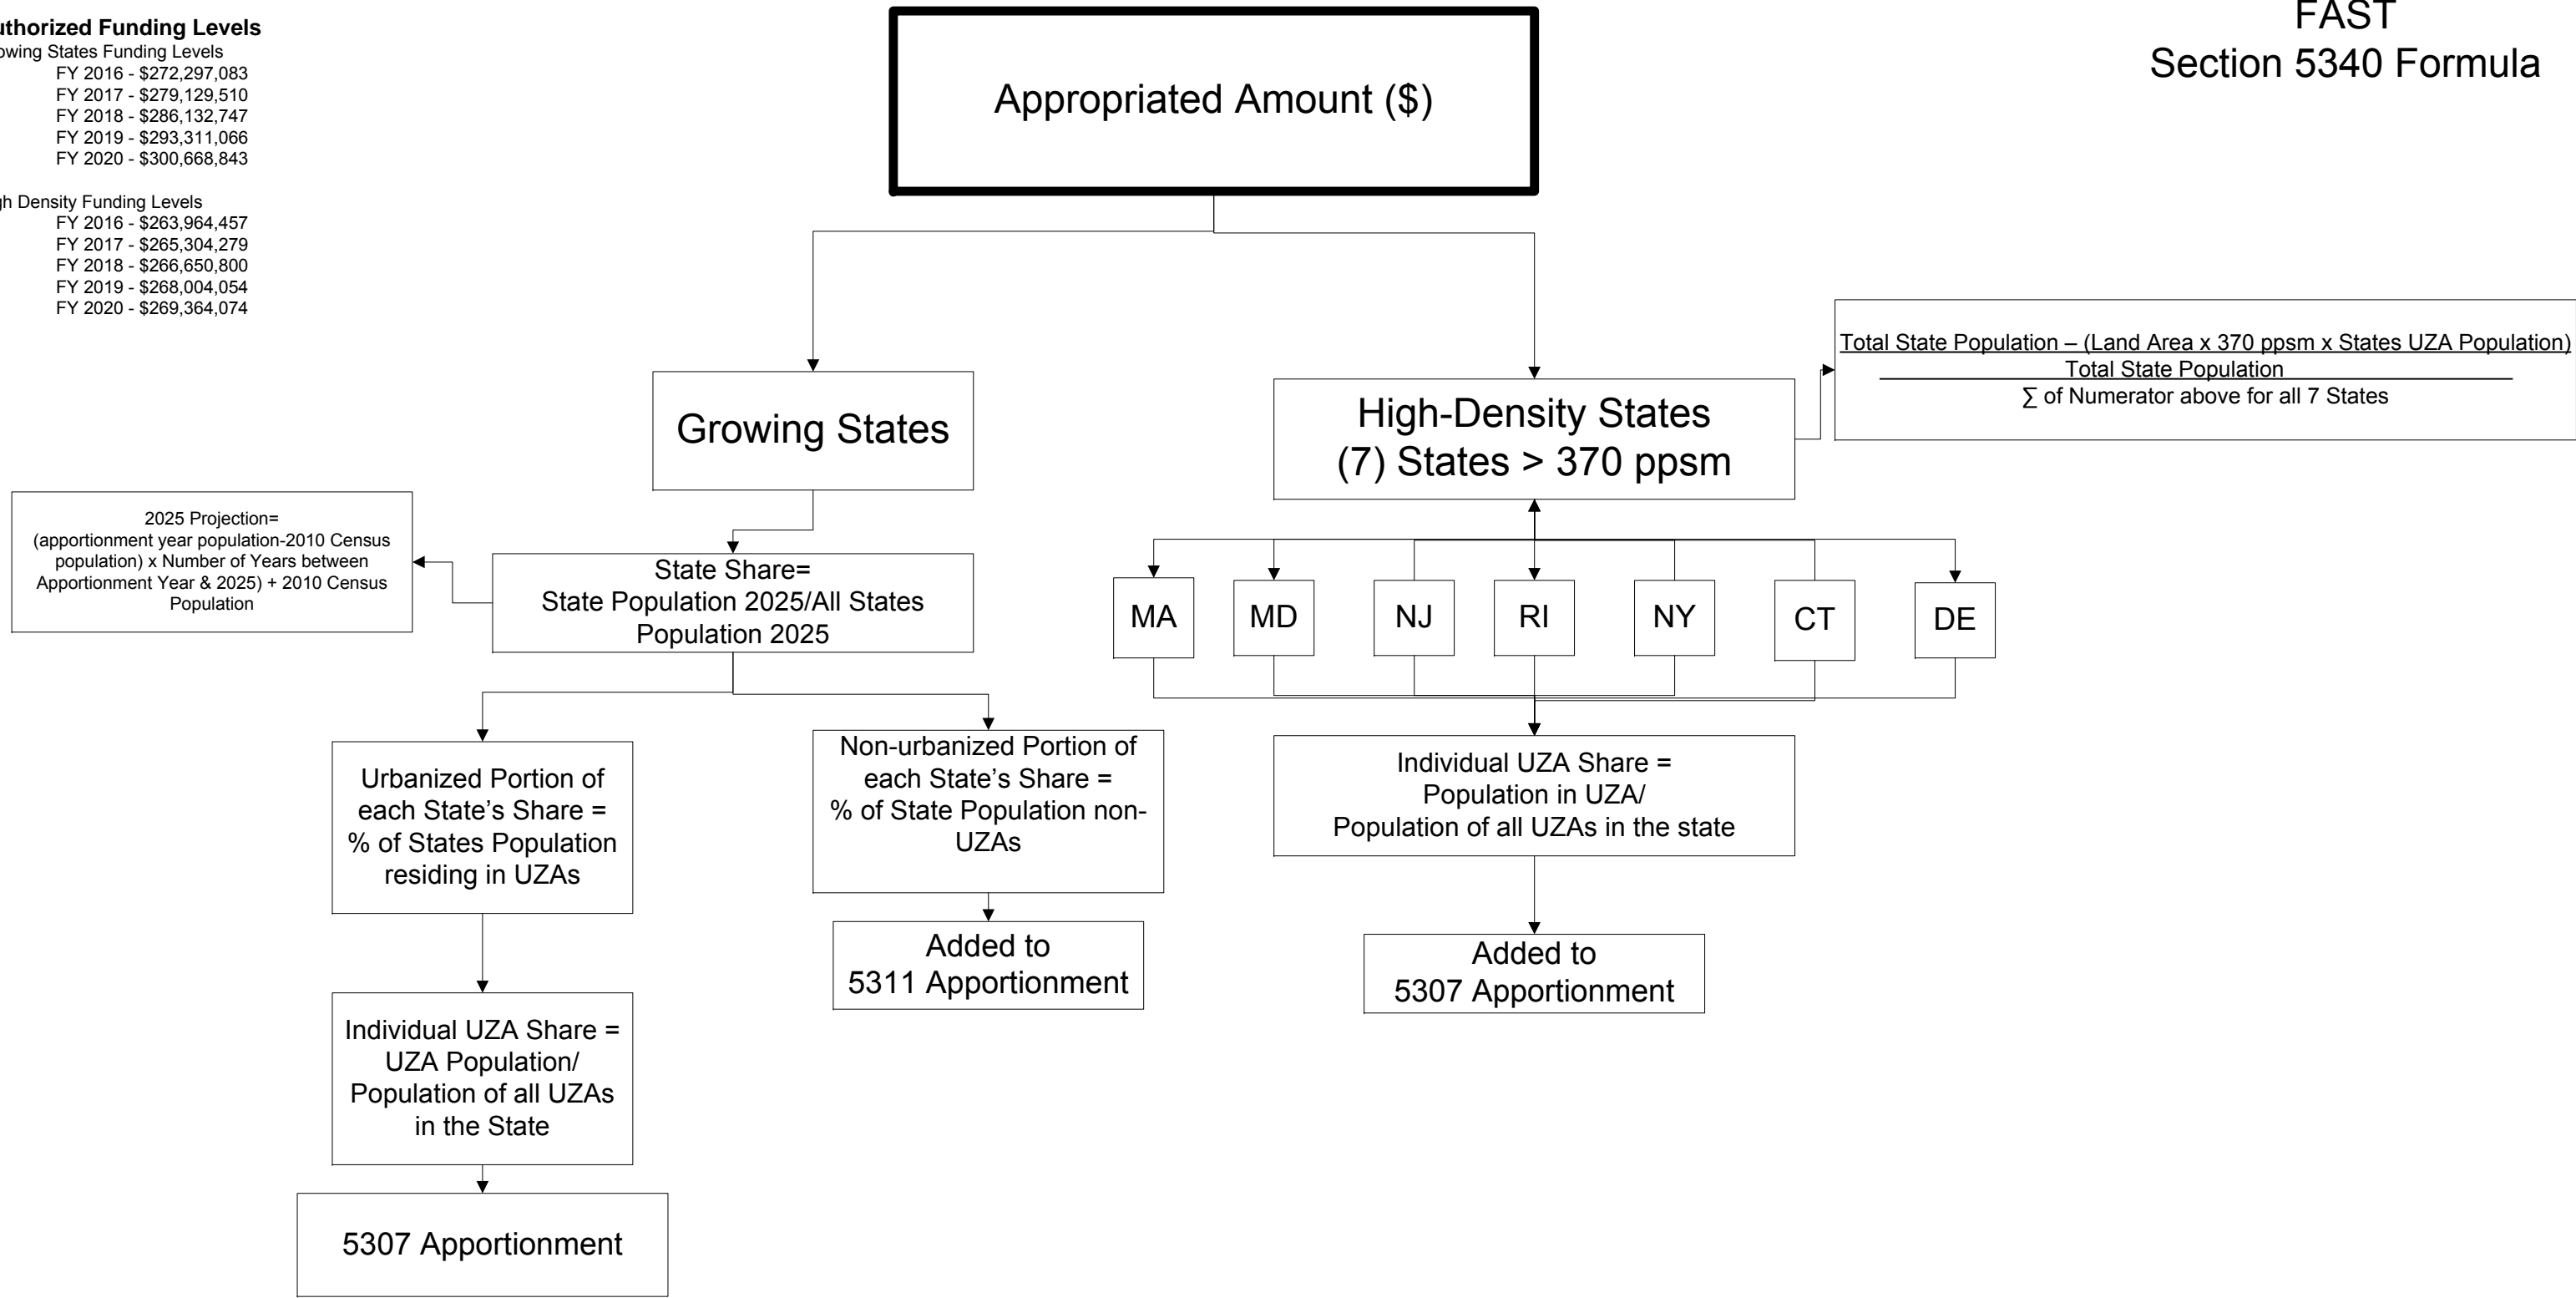 uthorized Funding Levels
owing States Funding Levels
FY 2016 - $272,297,083
FY 2017 - $279,129,510
FY 2018 - $286,132,747
FY 2019 - $293,311,066
FY 2020 - $300,668,843
gh Density Funding Levels
FY 2016 - $263,964,457
FY 2017 - $265,304,279
FY 2018 - $266,650,800
FY 2019 - $268,004,054
FY 2020 - $269,364,074
Appropriated Amount ($)
FAST
Section 5340 Formula
Total State Population – (Land Area x 370 ppsm x States UZA Population)
Total State Population
∑ of Numerator above for all 7 States
Growing States
High-Density States
(7) States > 370 ppsm
2025 Projection=
(apportionment year population-2010 Census
population) x Number of Years between
Apportionment Year & 2025) + 2010 Census
Population
State Share=
State Population 2025/All States
Population 2025
MA
MD
NJ
RI
NY
CT
DE
Urbanized Portion of
each State’s Share =
% of States Population
residing in UZAs
Non-urbanized Portion of
each State’s Share =
% of State Population non-
UZAs
Individual UZA Share =
Population in UZA/
Population of all UZAs in the state
Added to
5311 Apportionment
Added to
5307 Apportionment
Individual UZA Share =
UZA Population/
Population of all UZAs
in the State
5307 Apportionment